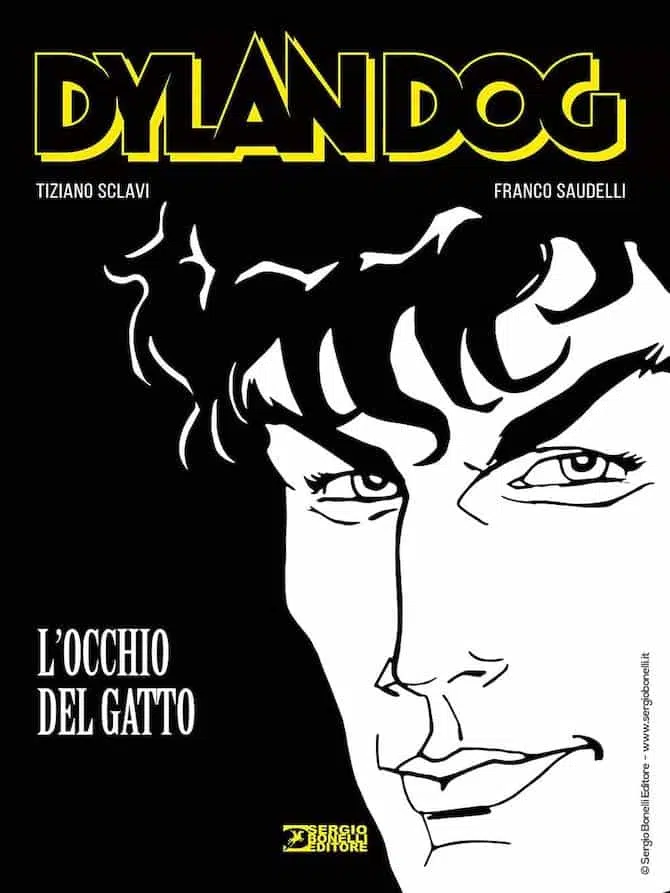 DYLAN DOG
TIZIANO SCLAVI
FRANCO SAUDELLI
L'OCCHIO
DEL GATTO
SERGIO
BONELLI
EDITORE
© Sergio Bonelli Editore – www.sergiobonelli.it